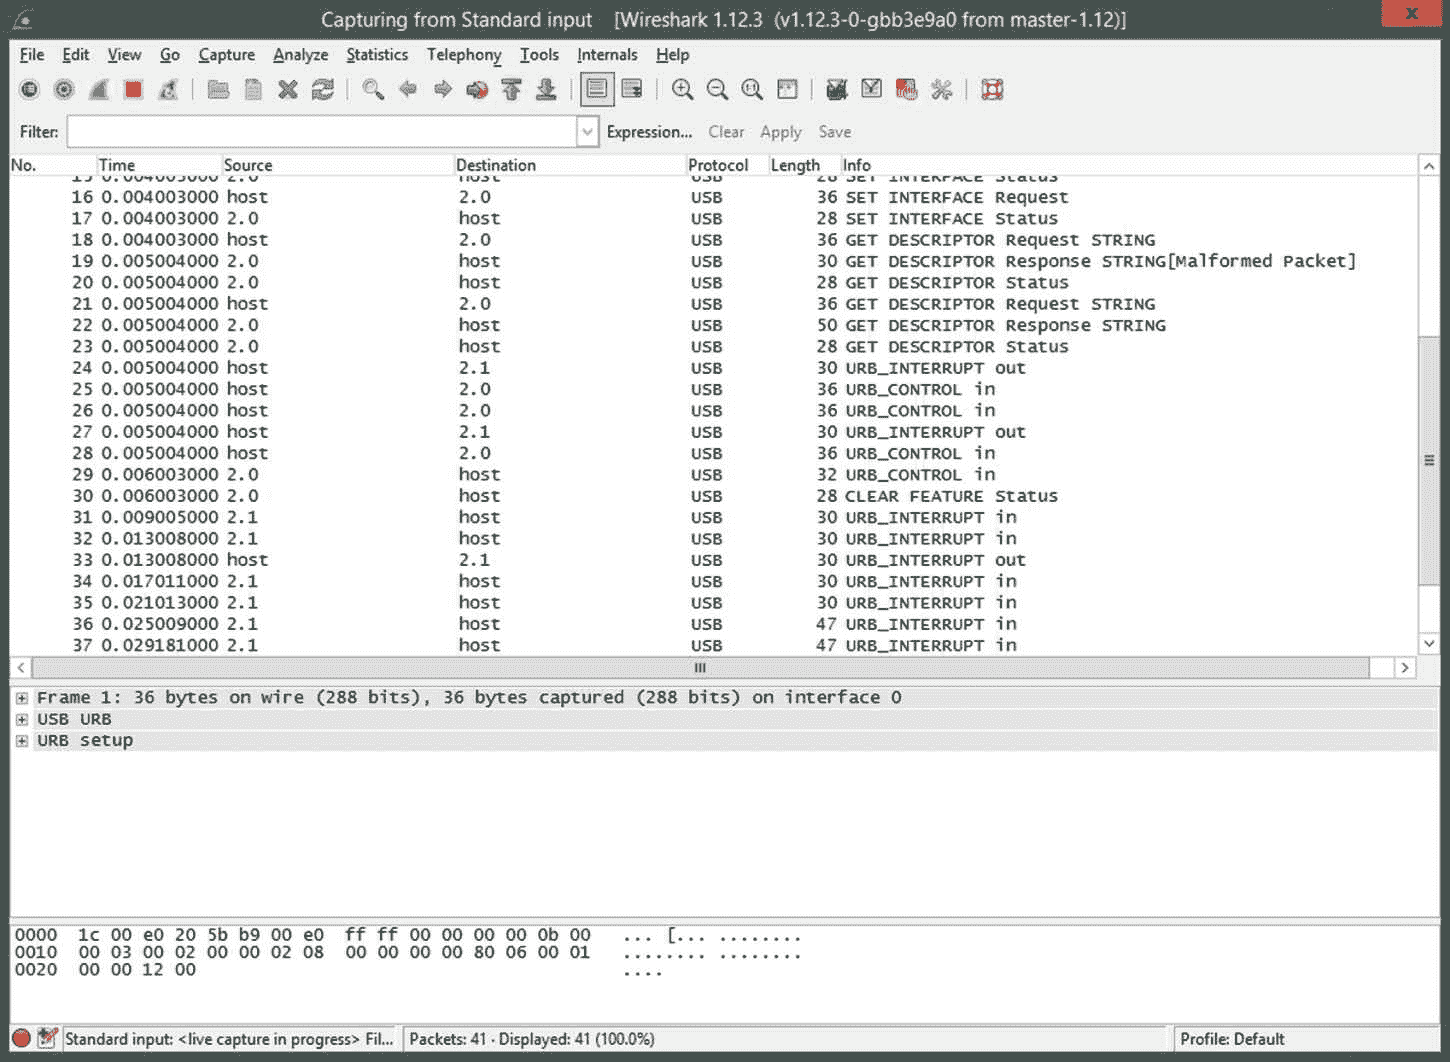 Capturing from Standard input [Wireshark 1.12.3 (v1.12.3-0-gbb3e9a0 from master-1.12)]
x
File Edit View Go Capture Analyze Statistics Telephony Tools Internals Help
Filter: Expression... Clear Apply Save
No. Time Source Destination Protocol Length Info
15 0.004003000 2.0 host USB 28 SET INTERFACE Status
16 0.004003000 host 2.0 USB 36 SET INTERFACE Request
17 0.004003000 2.0 host USB 28 SET INTERFACE Status
18 0.004003000 host 2.0 USB 36 GET DESCRIPTOR Request STRING
19 0.005004000 2.0 host USB 30 GET DESCRIPTOR Response STRING[Malformed Packet]
20 0.005004000 2.0 host USB 28 GET DESCRIPTOR Status
21 0.005004000 host 2.0 USB 36 GET DESCRIPTOR Request STRING
22 0.005004000 2.0 host USB 50 GET DESCRIPTOR Response STRING
23 0.005004000 2.0 host USB 28 GET DESCRIPTOR Status
24 0.005004000 host 2.1 USB 30 URB_INTERRUPT out
25 0.005004000 host 2.0 USB 36 URB_CONTROL in
26 0.005004000 host 2.0 USB 36 URB_CONTROL in
27 0.005004000 host 2.1 USB 30 URB_INTERRUPT out
28 0.005004000 host 2.0 USB 36 URB_CONTROL in
29 0.006003000 2.0 host USB 32 URB_CONTROL in
30 0.006003000 2.0 host USB 28 CLEAR FEATURE Status
31 0.009005000 2.1 host USB 30 URB_INTERRUPT in
32 0.013008000 2.1 host USB 30 URB_INTERRUPT in
33 0.013008000 host 2.1 USB 30 URB_INTERRUPT out
34 0.017011000 2.1 host USB 30 URB_INTERRUPT in
35 0.021013000 2.1 host USB 30 URB_INTERRUPT in
36 0.025009000 2.1 host USB 47 URB_INTERRUPT in
37 0.029181000 2.1 host USB 47 URB_INTERRUPT in
Frame 1: 36 bytes on wire (288 bits), 36 bytes captured (288 bits) on interface 0
USB URB
URB setup
0000 1c 00 e0 20 5b b9 00 e0 ff ff 00 00 00 00 0b 00 ... [... ........
0010 00 03 00 02 00 00 02 08 00 00 00 00 80 06 00 01 ........ ........
0020 00 00 12 00 ....
Standard input: <live capture in progress> Fil... Packets: 41 · Displayed: 41 (100.0%) Profile: Default